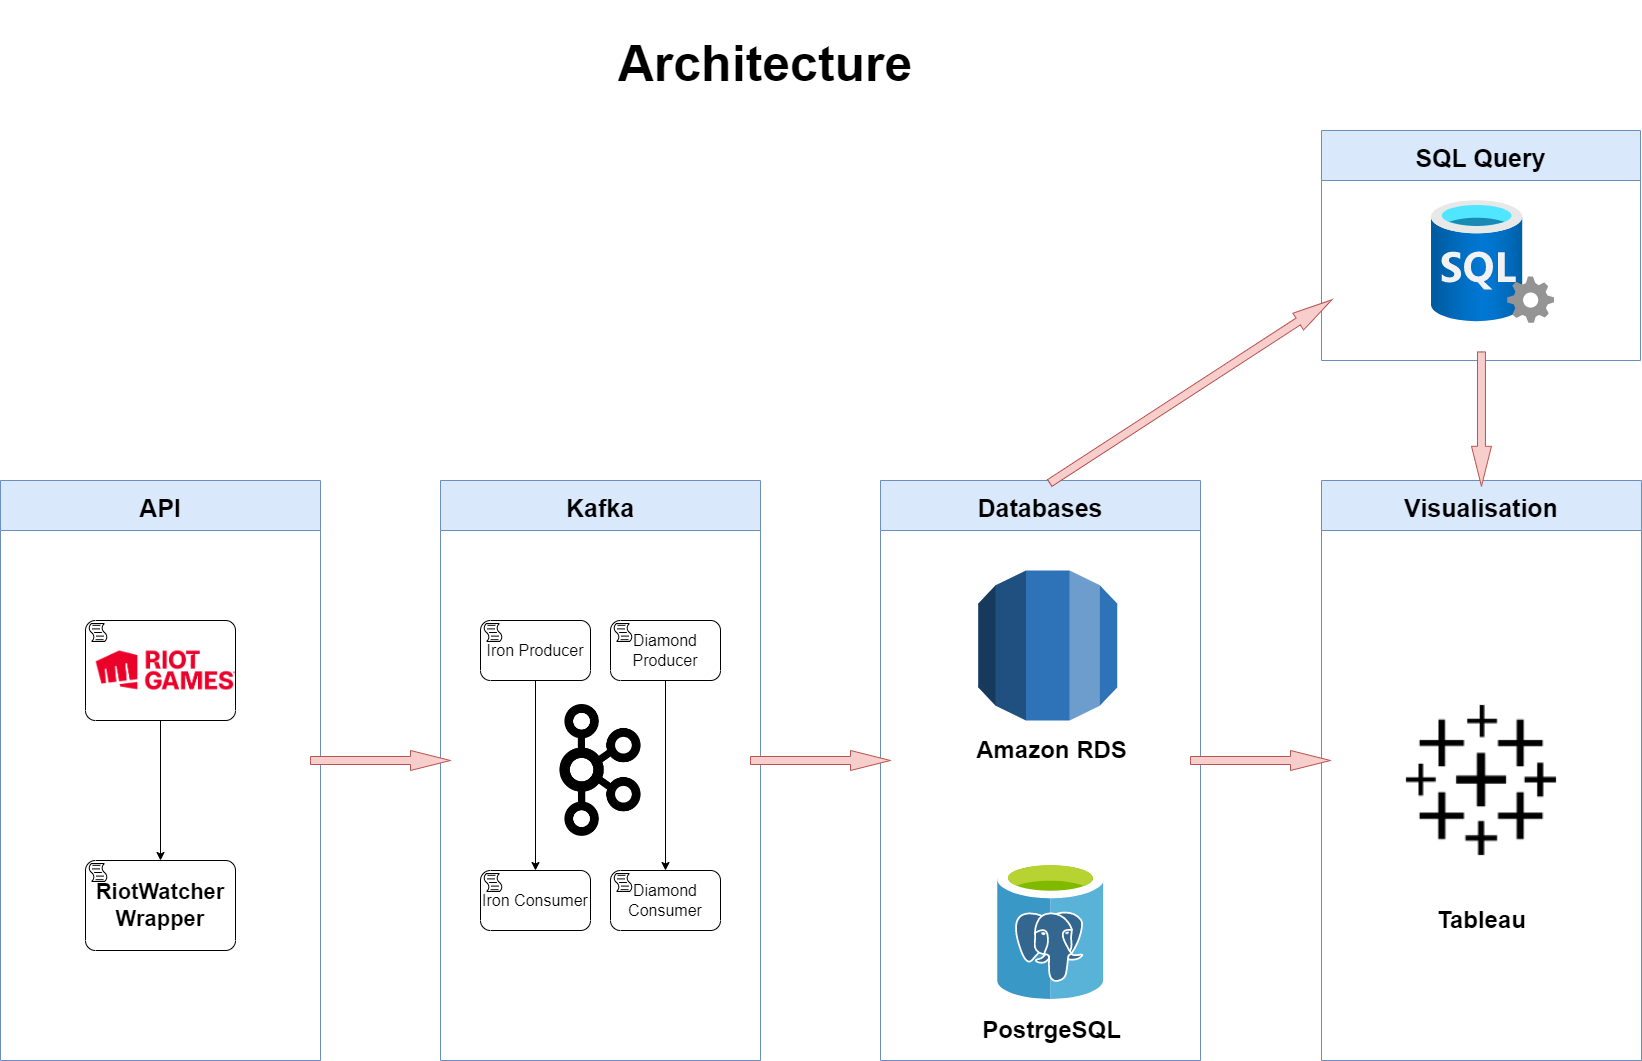 Architecture
SQL Query
SQL
API
RIOT
GAMES
RiotWatcher
Wrapper
Kafka
Iron Producer
Diamond
Producer
Iron Consumer
Diamond
Consumer
Databases
Amazon RDS
PostrgeSQL
Visualisation
Tableau